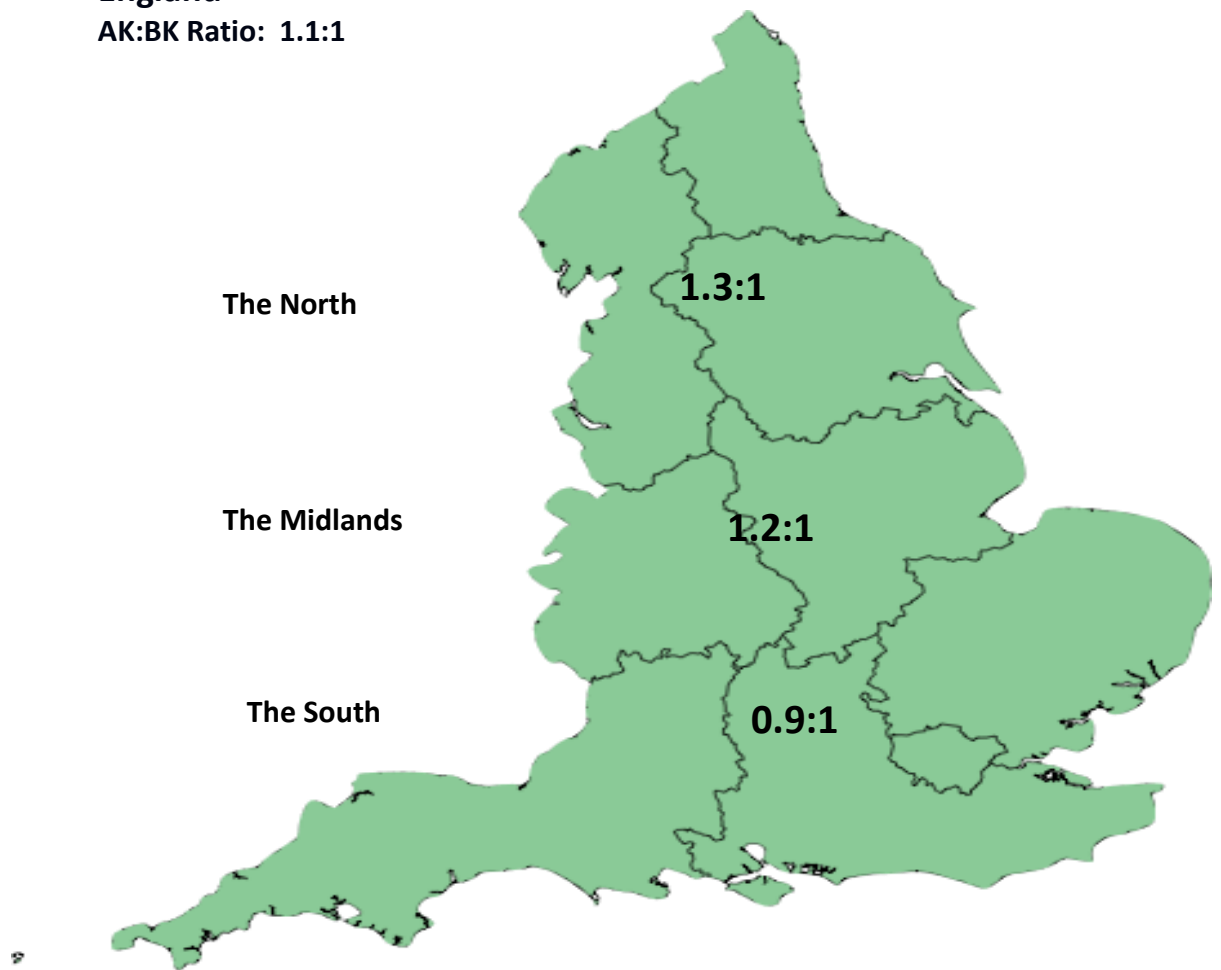 England
AK:BK Ratio: 1.1:1
The North
1.3:1
The Midlands
1.2:1
The South
0.9:1